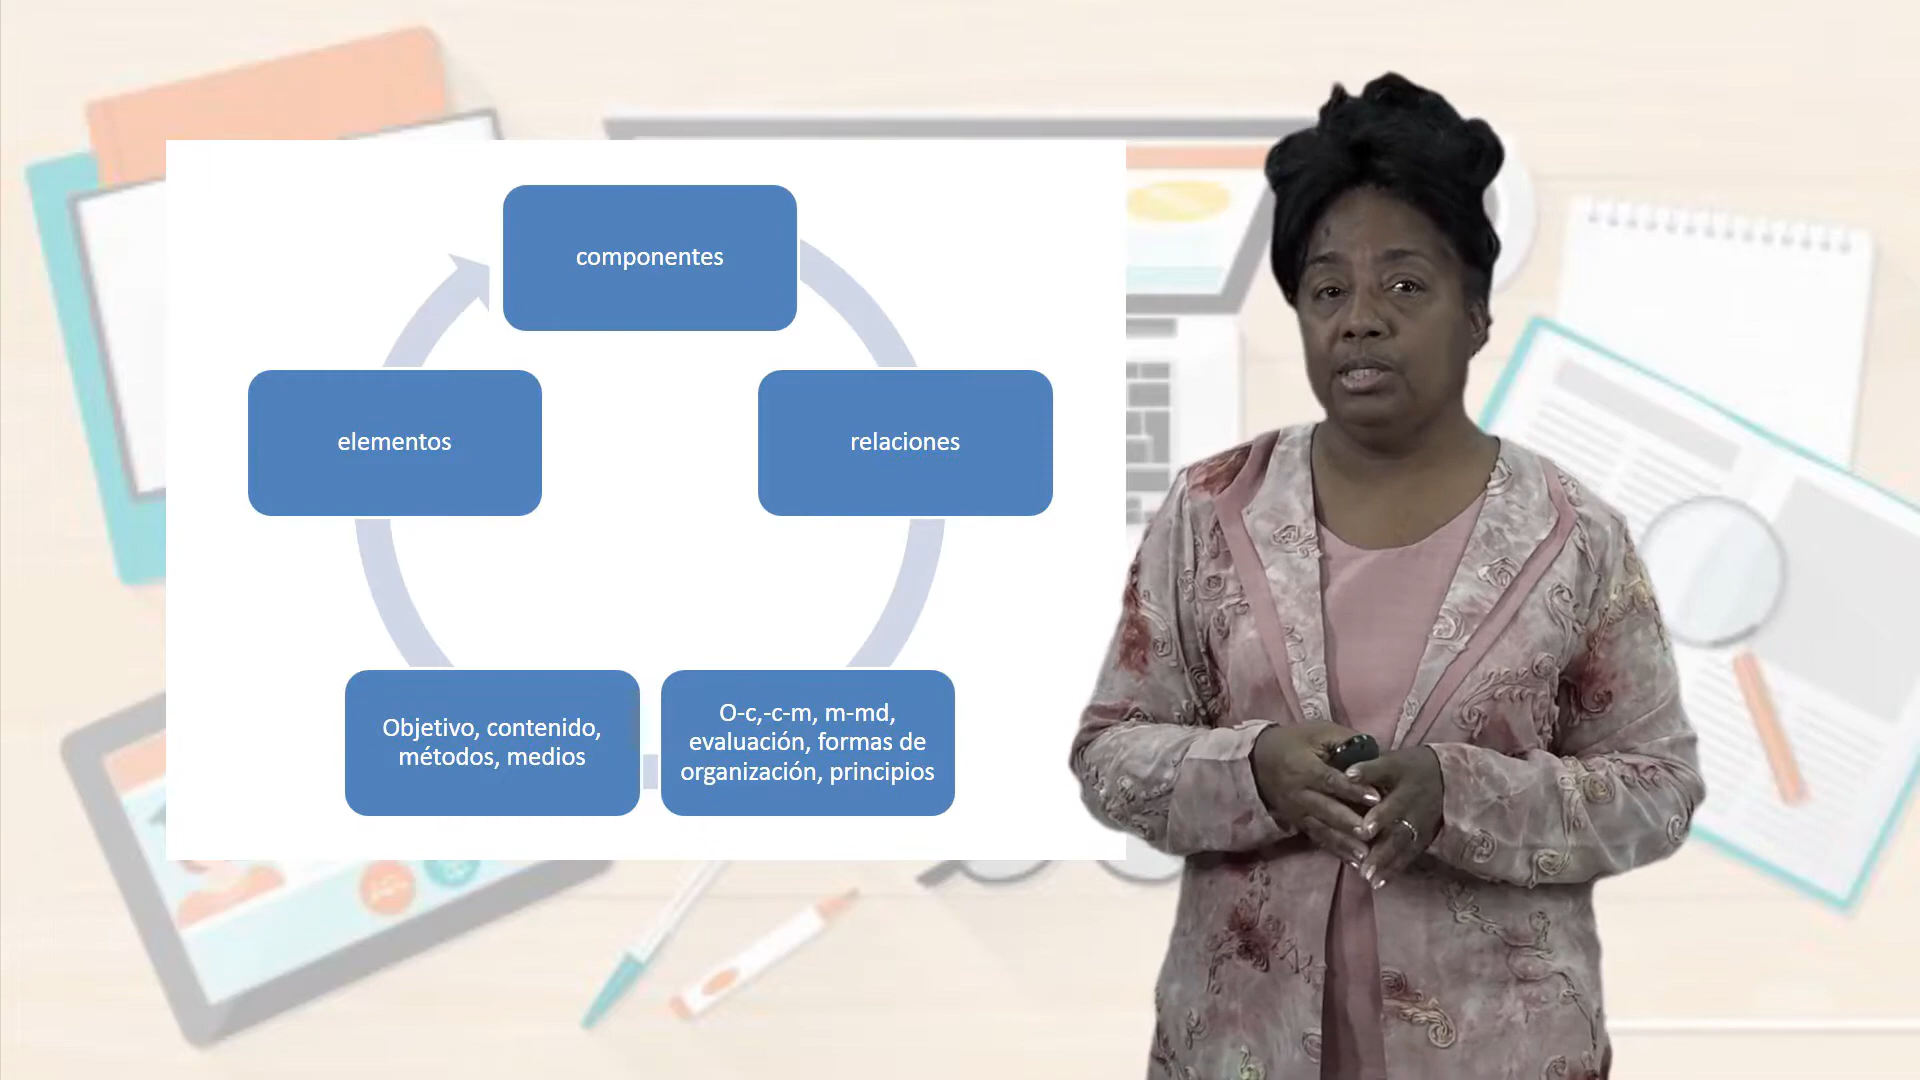 componentes
elementos
relaciones
Objetivo, contenido,
métodos, medios
O-c,-c-m, m-md,
evaluación, formas de
organización, principios